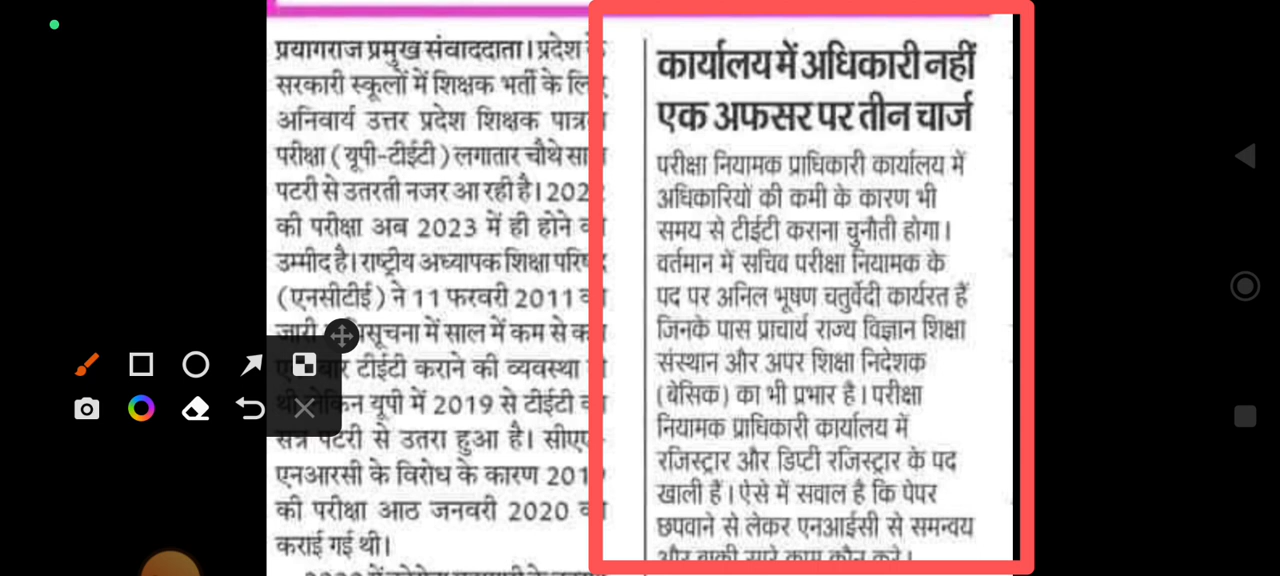 प्रयागराज प्रमुख संवाददाता। प्रदेश
सरकारी स्कूलों में शिक्षक भर्ती के
अनिवार्य उत्तर प्रदेश शिक्षक
परीक्षा (यूपी-टीईटी) लगातार चौथे
पटरी से उतरती नजर आ रही है।
की परीक्षा अब 2023 में ही होने
उम्मीद है। राष्ट्रीय अध्यापक शिक्षा
(एनसीटीई) ने 11 फरवरी 2011
जारी में साल में कम से
टीईटी कराने की व्यवस्था
यूपी में 2019 से टीईटी
सत्र पटरी से उतरा हुआ है।
एनआरसी के विरोध के कारण
की परीक्षा आठ जनवरी 2020
कराई गई थी।
कार्यालय में अधिकारी नहीं
एक अफसर पर तीन चार्ज
परीक्षा नियामक प्राधिकारी कार्यालय में
अधिकारियों की कमी के कारण भी
समय से टीईटी कराना चुनौती होगा।
वर्तमान में सचिव परीक्षा नियामक के
पद पर अनिल भूषण चतुर्वेदी कार्यरत हैं
जिनके पास प्राचार्य राज्य विज्ञान शिक्षा
संस्थान और अपर शिक्षा निदेशक
(बेसिक) का भी प्रभार है। परीक्षा
नियामक प्राधिकारी कार्यालय में
रजिस्ट्रार और डिप्टी रजिस्ट्रार के पद
खाली हैं। ऐसे में सवाल है कि पेपर
छपवाने से लेकर एनआईसी से समन्वय
और बाकी सारे काम कौन करे।